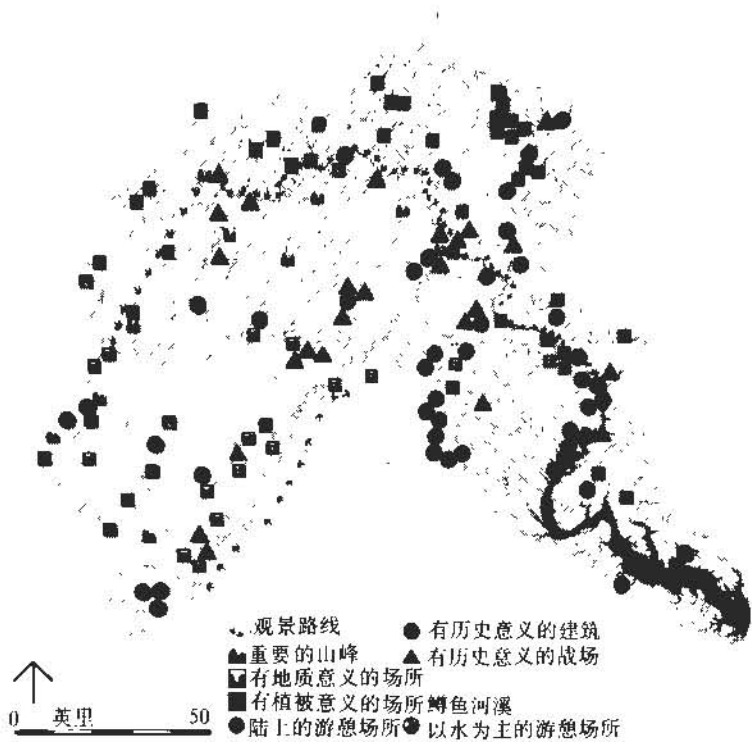 观景路线 有历史意义的建筑
重要的山峰 有历史意义的战场
有地质意义的场所
有植被意义的场所 鳟鱼河溪
0 英里 50
陆上的游憩场所 以水为主的游憩场所